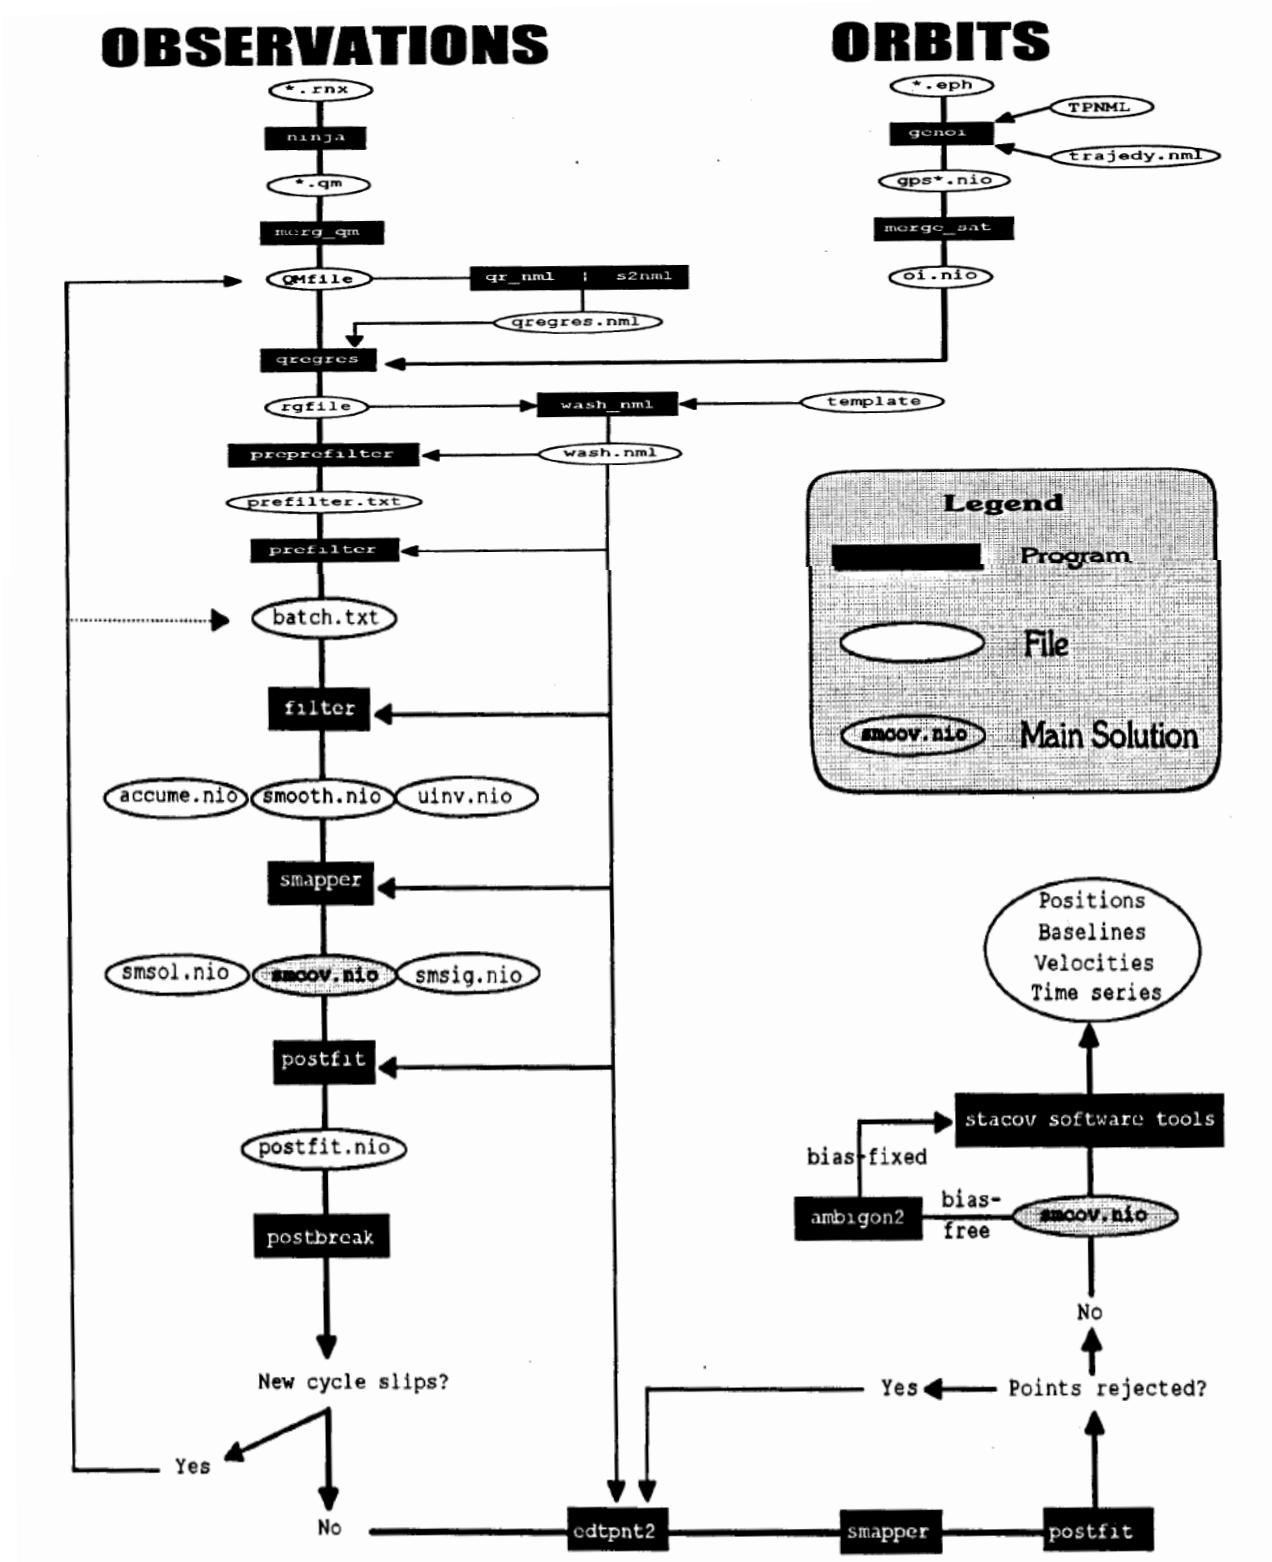 OBSERVATIONS
ORBITS
*.rnx
ninja
*.qm
merg_qm
QMfile
qr_nml ¦ s2nml
qregres.nml
qregres
rgfile
wash_nml
template
preprefilter
wash.nml
prefilter.txt
prefilter
batch.txt
filter
accume.nio
smooth.nio
uinv.nio
smapper
smsol.nio
smcov.nio
smsig.nio
postfit
postfit.nio
postbreak
New cycle slips?
Yes
No
*.eph
TPNML
genoi
trajedy.nml
gps*.nio
merge_sat
oi.nio
Legend
Program
File
smcov.nio
Main Solution
Positions
Baselines
Velocities
Time series
stacov software tools
bias-fixed
ambigon2
bias-
free
smcov.nio
No
Yes
Points rejected?
edtpnt2
smapper
postfit